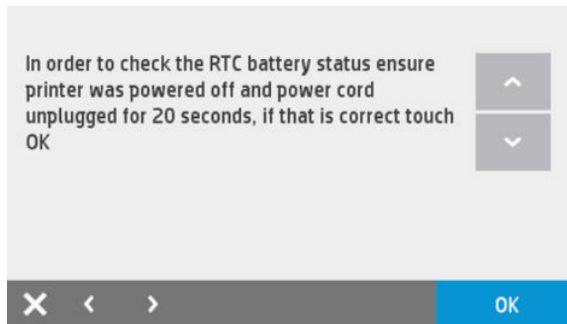 In order to check the RTC battery status ensure
printer was powered off and power cord
unplugged for 20 seconds, if that is correct touch
OK
OK